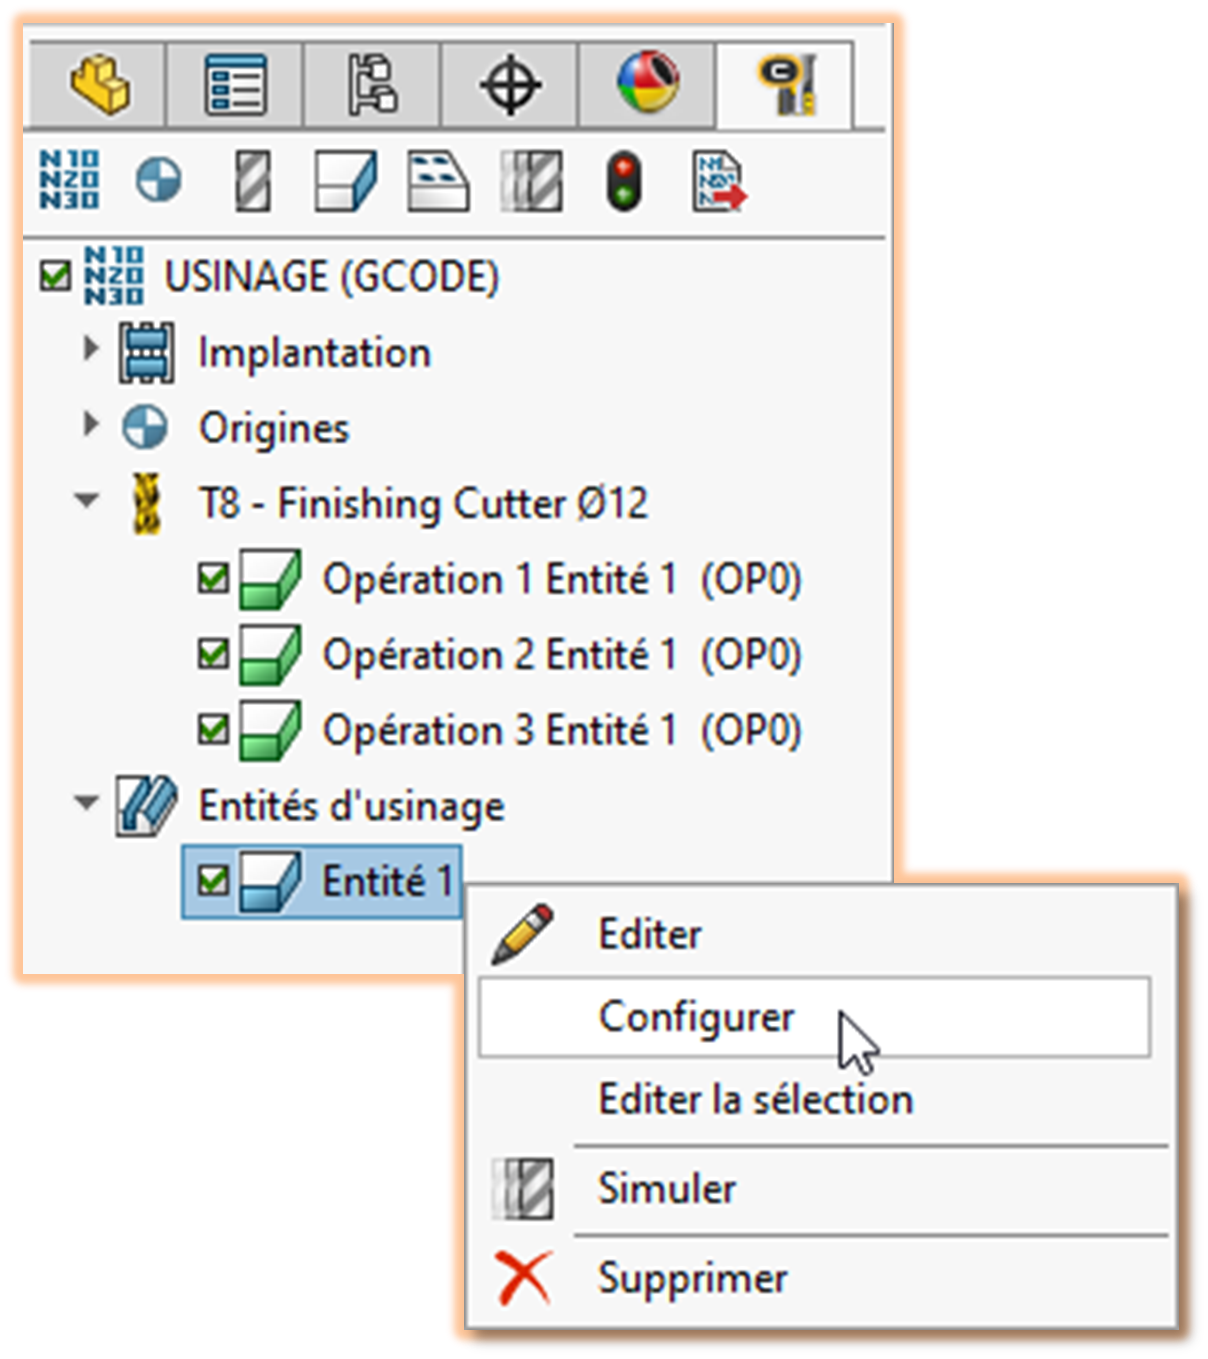 N10
N20
N30
N10
N20
N30
USINAGE (GCODE)
Implantation
Origines
T8 - Finishing Cutter Ø12
Opération 1 Entité 1 (OP0)
Opération 2 Entité 1 (OP0)
Opération 3 Entité 1 (OP0)
Entités d'usinage
Entité 1
Editer
Configurer
Editer la sélection
Simuler
Supprimer